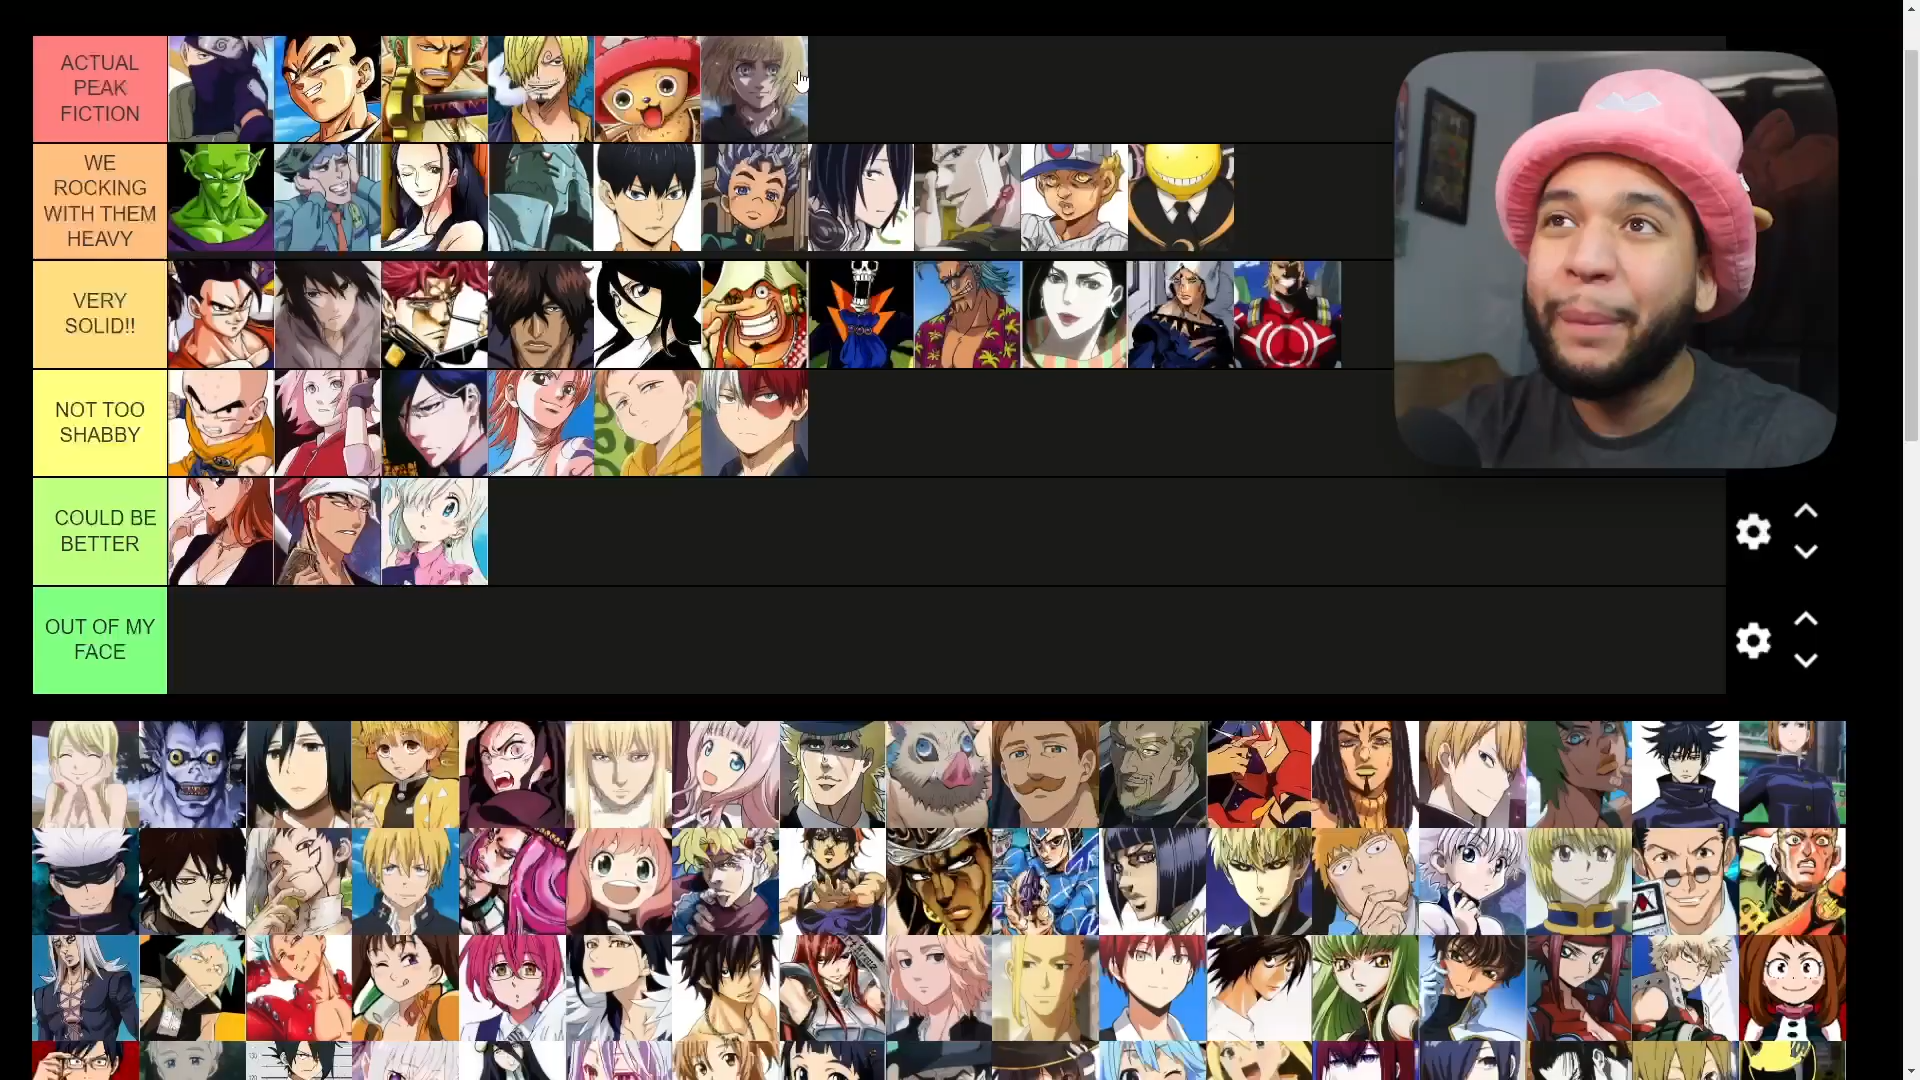 ACTUAL
PEAK
FICTION
WE
ROCKING
WITH THEM
HEAVY
VERY
SOLID!!
NOT TOO
SHABBY
COULD BE
BETTER
OUT OF MY
FACE